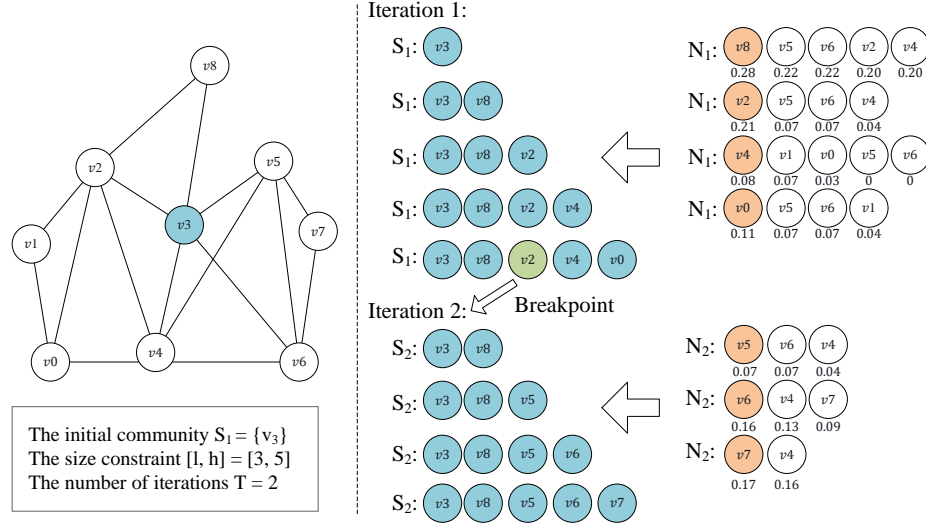 v8
v2
v5
v3
v1
v7
v0
v4
v6
The initial community S₁ = {v₃}
The size constraint [l, h] = [3, 5]
The number of iterations T = 2
Iteration 1:
S₁: v3
N₁: v8 v5 v6 v2 v4
0.28 0.22 0.22 0.20 0.20
S₁: v3 v8
N₁: v2 v5 v6 v4
0.21 0.07 0.07 0.04
S₁: v3 v8 v2
N₁: v4 v1 v0 v5 v6
0.08 0.07 0.03 0 0
S₁: v3 v8 v2 v4
N₁: v0 v5 v6 v1
0.11 0.07 0.07 0.04
S₁: v3 v8 v2 v4 v0
Breakpoint
Iteration 2:
S₂: v3 v8
N₂: v5 v6 v4
0.07 0.07 0.04
S₂: v3 v8 v5
N₂: v6 v4 v7
0.16 0.13 0.09
S₂: v3 v8 v5 v6
N₂: v7 v4
0.17 0.16
S₂: v3 v8 v5 v6 v7